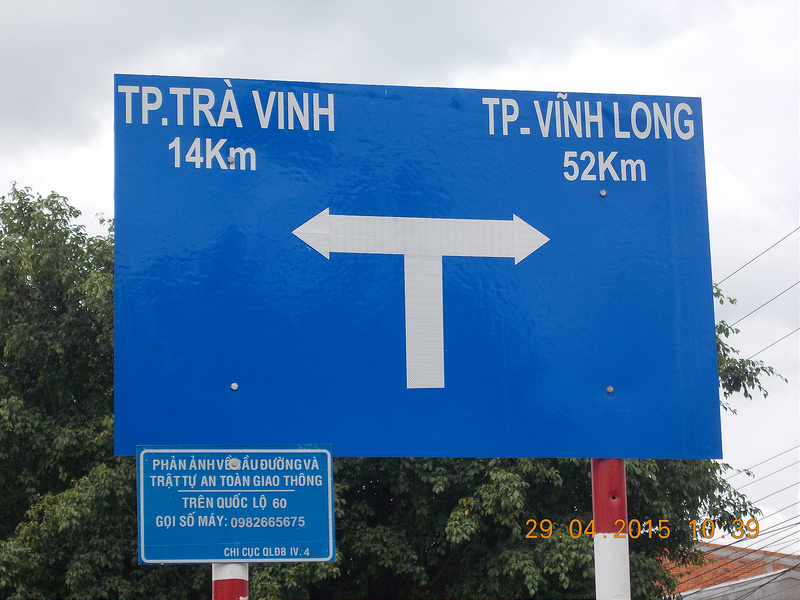 TP.TRÀ VINH
14Km
TP.VĨNH LONG
52Km
PHẢN ẢNH VỀ CẦU ĐƯỜNG VÀ
TRẬT TỰ AN TOÀN GIAO THÔNG
TRÊN QUỐC LỘ 60
GỌI SỐ MÁY: 0982665675
CHI CỤC QLĐB IV.4
29.04.2015 10:39